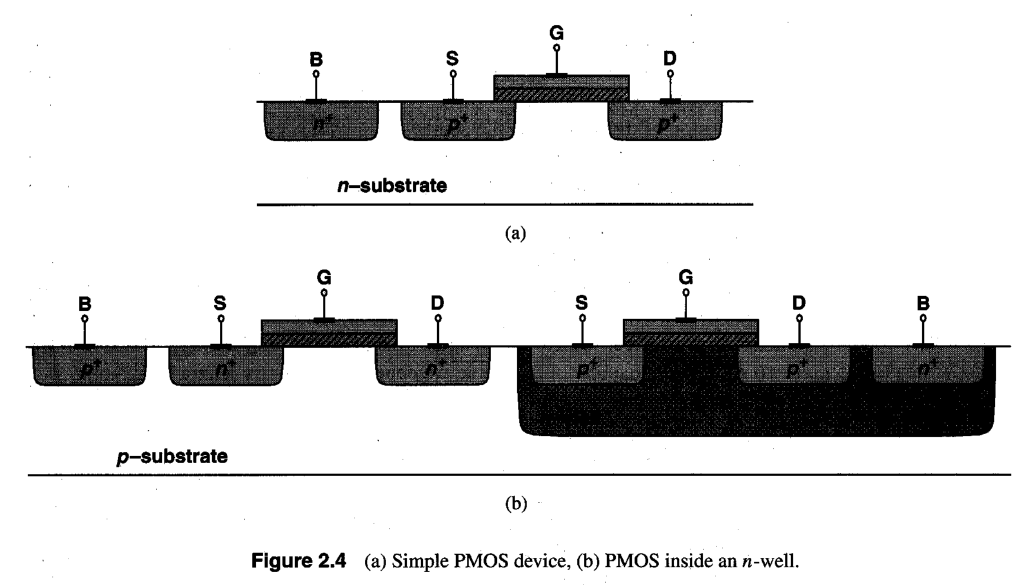 G
B S D
n+ p+ p+
n–substrate
(a)
G G
B S D S D B
p+ n+ n+ p+ p+ n+
p–substrate
(b)
Figure 2.4 (a) Simple PMOS device, (b) PMOS inside an n-well.